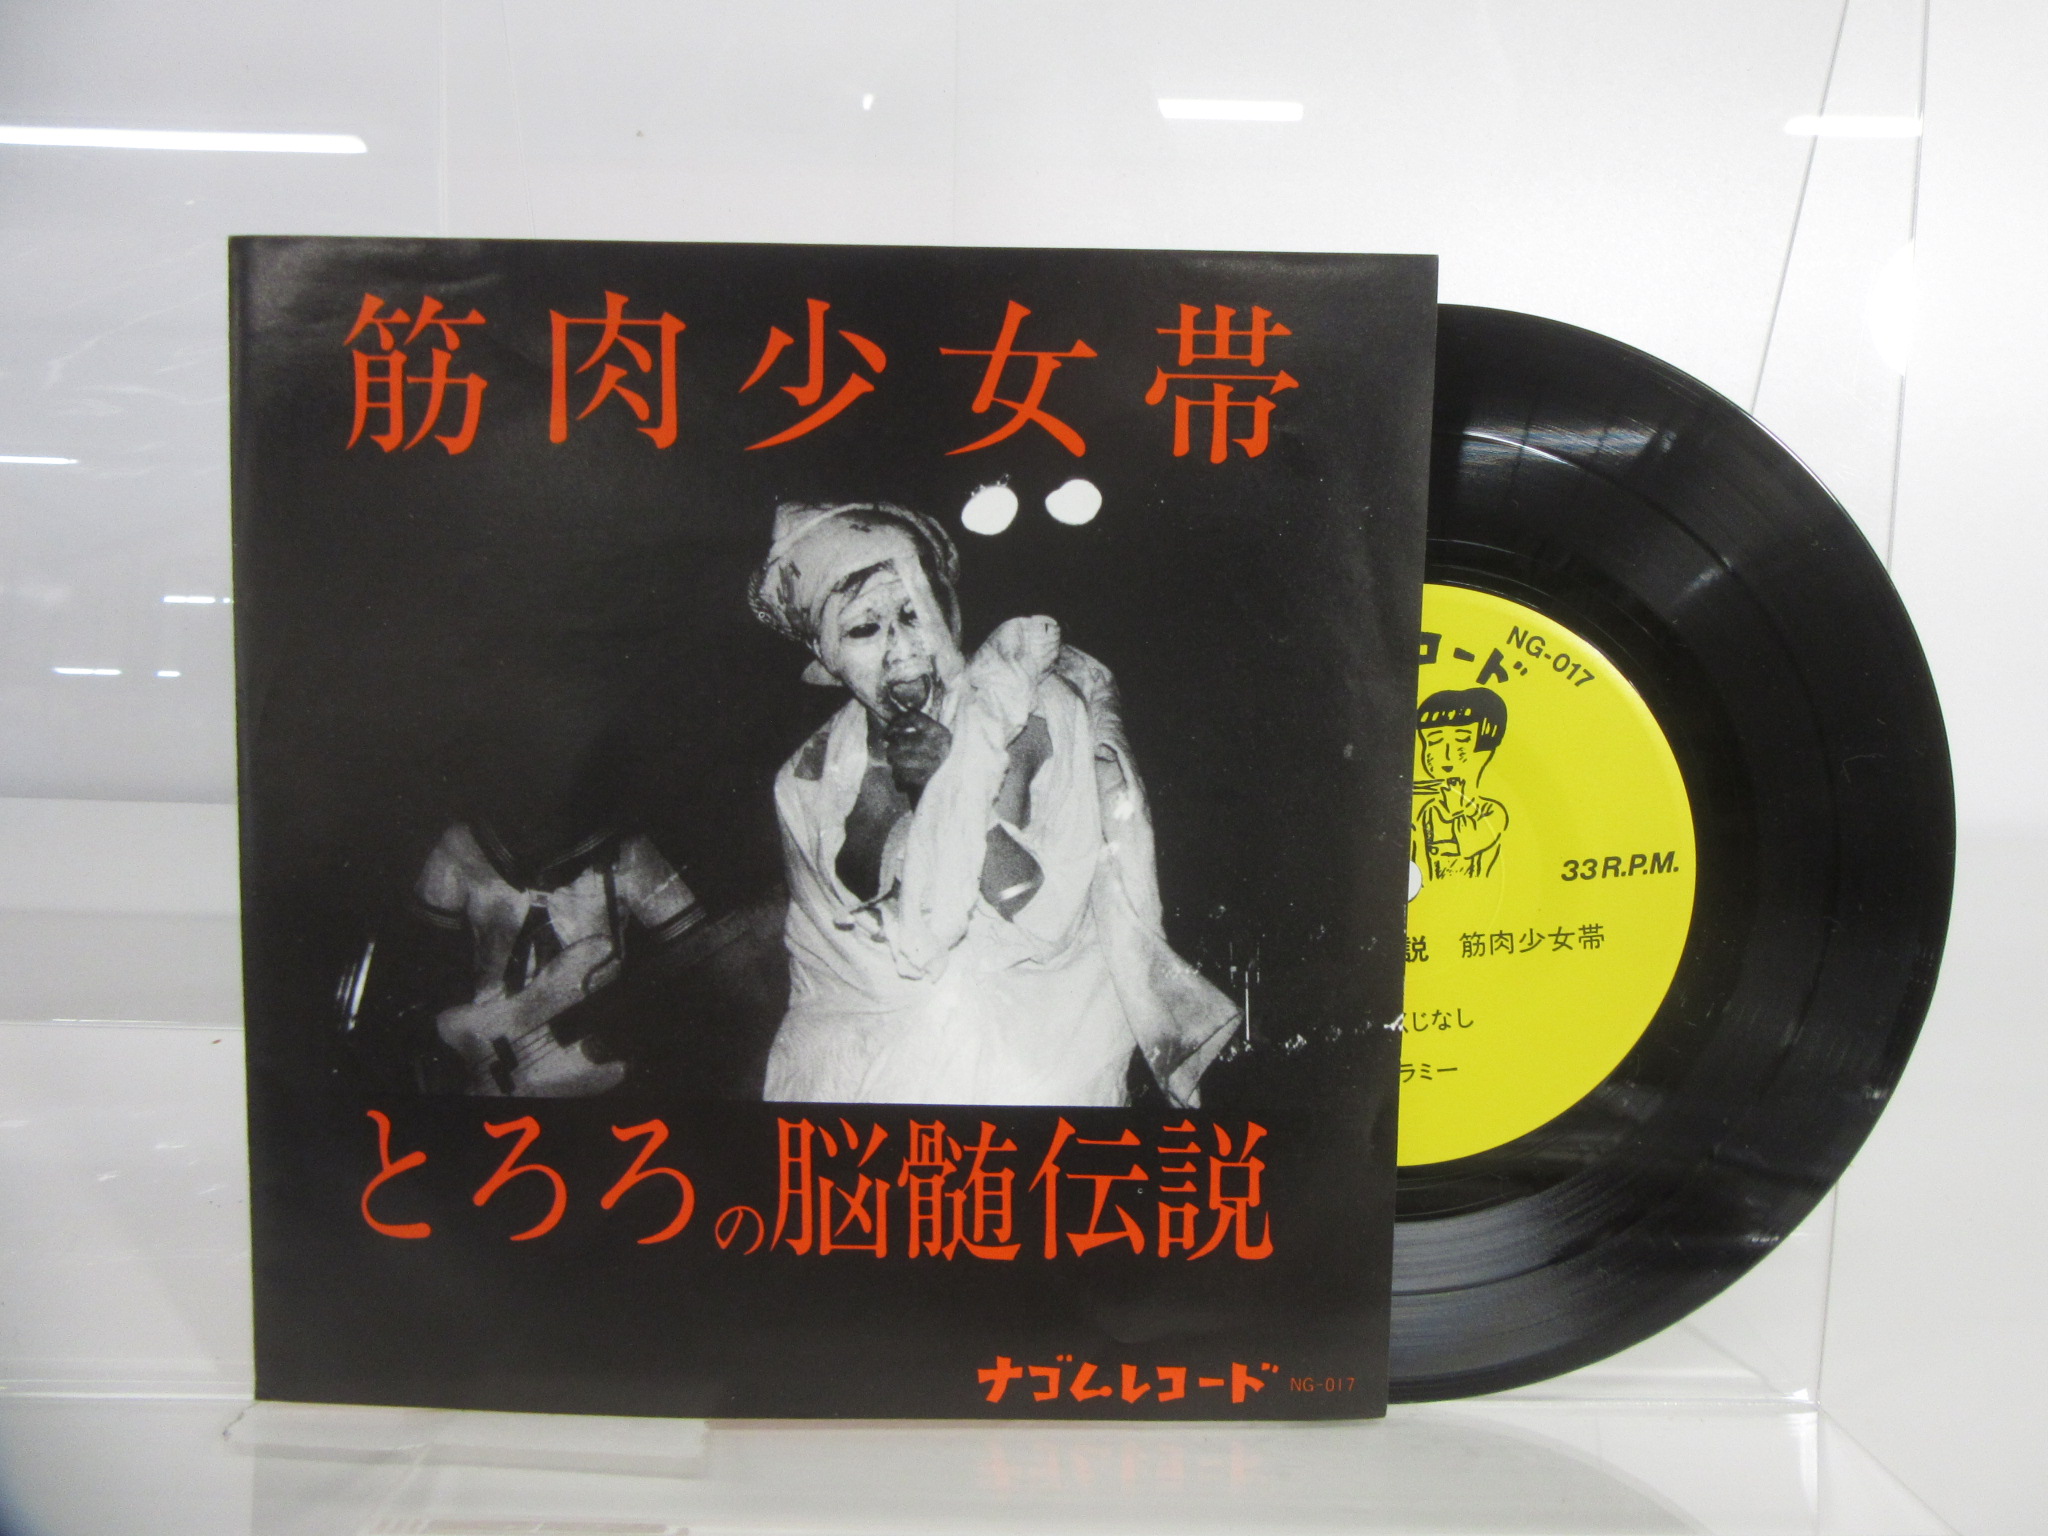 筋肉少女帯
とろろの脳髄伝説
ナゴムレコード NG-017
コード NG-017
33 R.P.M.
説 筋肉少女帯
くじなし
ラミー